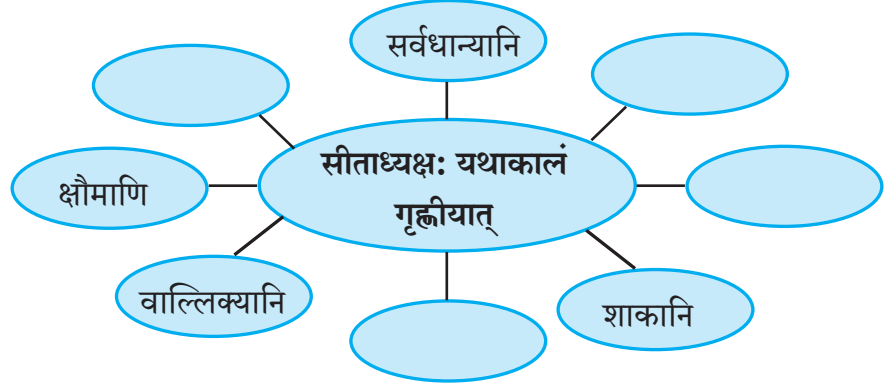 सर्वधान्यानि
सीताध्यक्ष: यथाकालं
गृह्णीयात्
क्षौमाणि
वाल्लिक्यानि
शाकानि